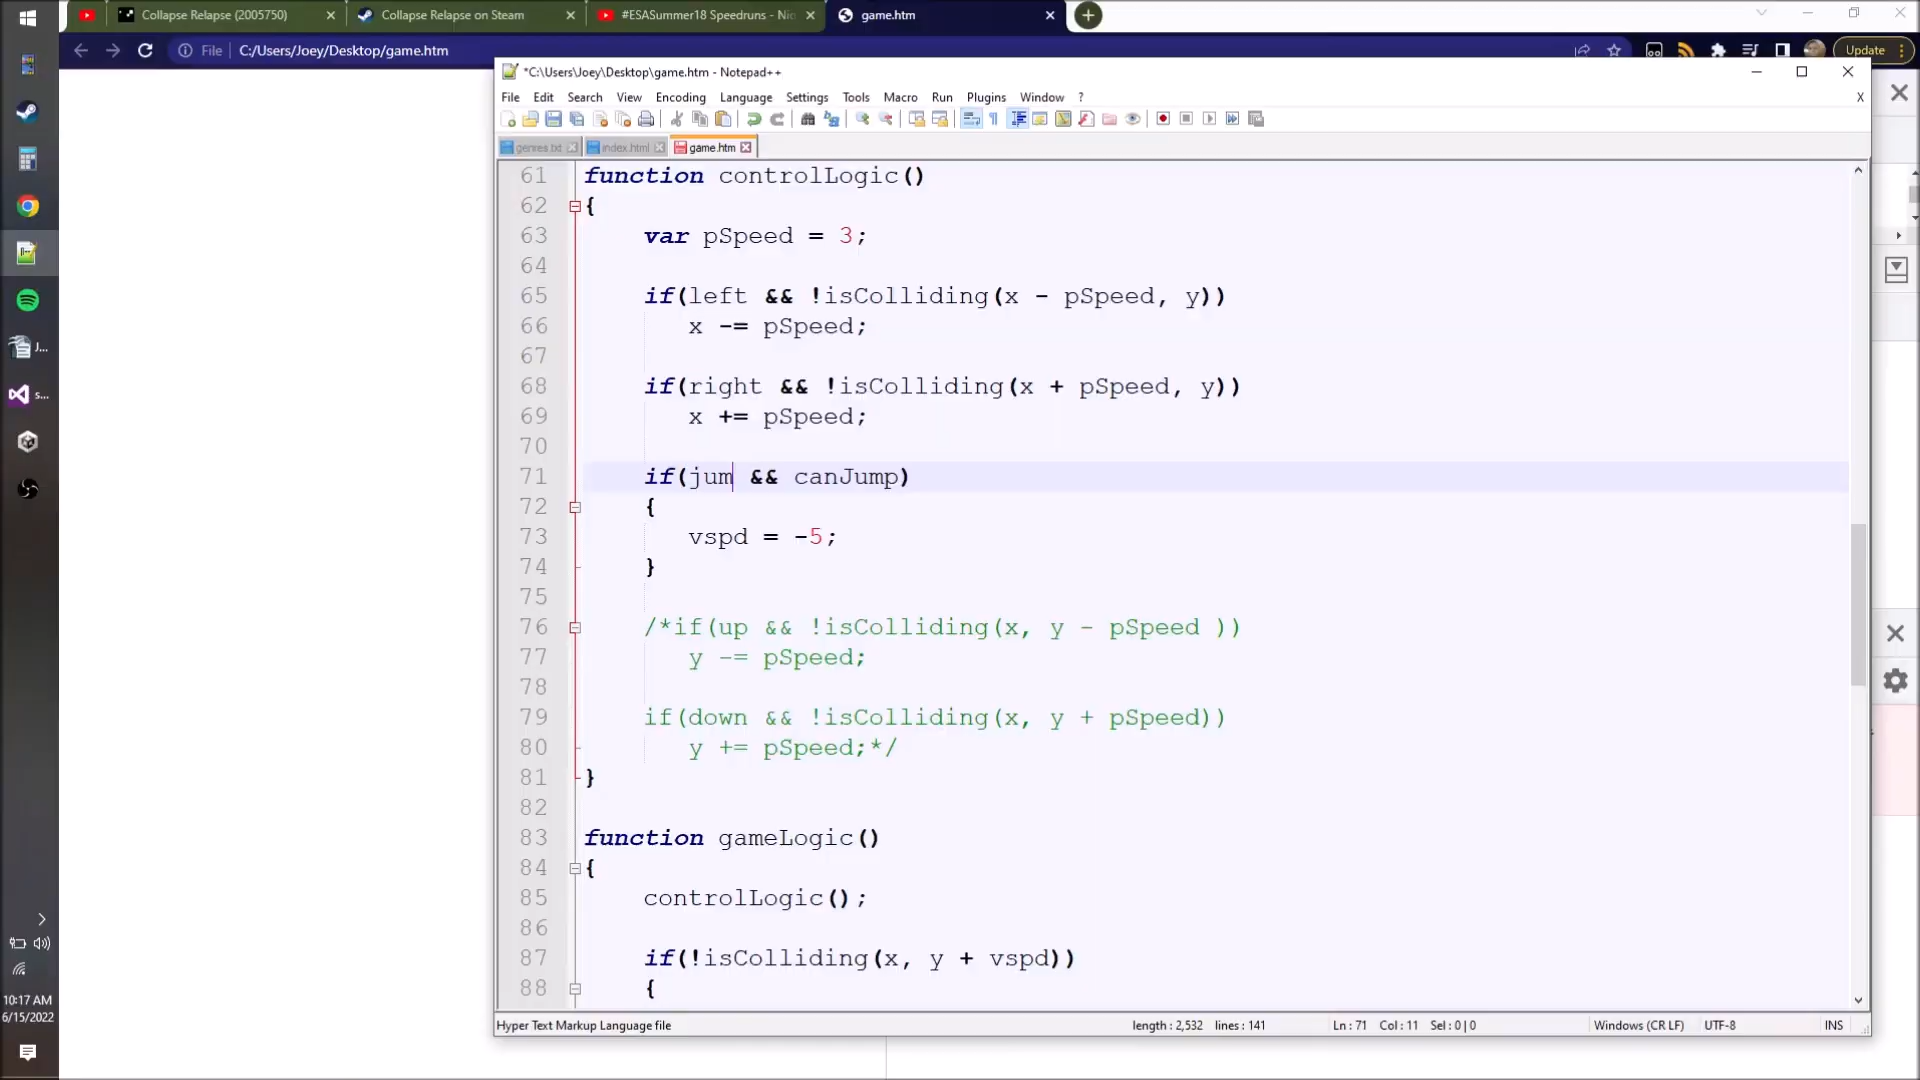 Collapse Relapse (2005750)
Collapse Relapse on Steam
#ESASummer18 Speedruns - Nio
game.htm
File
C:/Users/Joey/Desktop/game.htm
Update
*C:\Users\Joey\Desktop\game.htm - Notepad++
File Edit Search View Encoding Language Settings Tools Macro Run Plugins Window ?
X
genres.txt index.html game.htm
61 function controlLogic()
62 {
63 var pSpeed = 3;
64
65 if(left && !isColliding(x - pSpeed, y))
66 x -= pSpeed;
67
68 if(right && !isColliding(x + pSpeed, y))
69 x += pSpeed;
70
71 if(jum && canJump)
72 {
73 vspd = -5;
74 }
75
76 /*if(up && !isColliding(x, y - pSpeed ))
77 y -= pSpeed;
78
79 if(down && !isColliding(x, y + pSpeed))
80 y += pSpeed;*/
81 }
82
83 function gameLogic()
84 {
85 controlLogic();
86
87 if(!isColliding(x, y + vspd))
88 {
Hyper Text Markup Language file length : 2,532 lines : 141 Ln : 71 Col : 11 Sel : 0 | 0 Windows (CR LF) UTF-8 INS
J...
s...
10:17 AM
6/15/2022